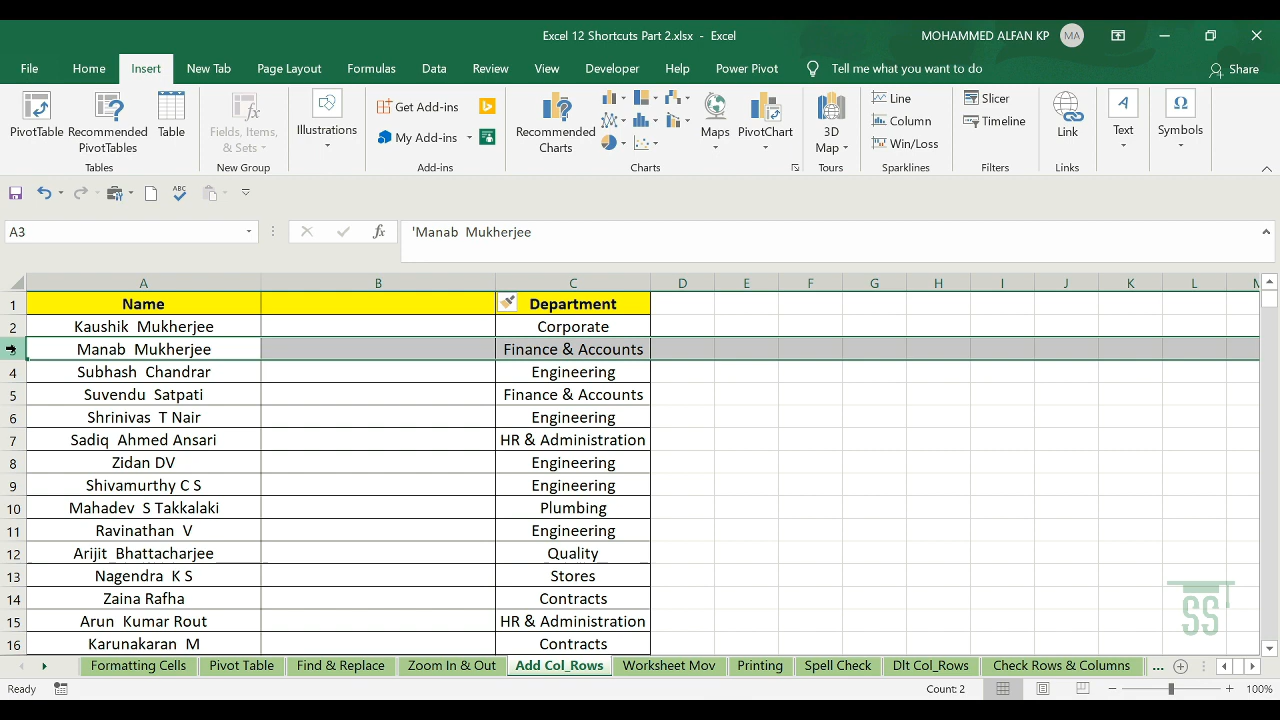 Excel 12 Shortcuts Part 2.xlsx - Excel
MOHAMMED ALFAN KP MA
File Home Insert New Tab Page Layout Formulas Data Review View Developer Help Power Pivot Tell me what you want to do Share
PivotTable
Recommended
PivotTables
Table
Tables
Fields, Items,
& Sets
New Group
Illustrations
Get Add-ins
My Add-ins
Add-ins
Recommended
Charts
Maps
PivotChart
Charts
3D
Map
Tours
Line
Column
Win/Loss
Sparklines
Slicer
Timeline
Filters
Link
Links
A
Text
Ω
Symbols
ABC
A3 fx 'Manab  Mukherjee
A B C D E F G H I J K L M
1 Name Department
2 Kaushik  Mukherjee Corporate
Manab  Mukherjee Finance & Accounts
4 Subhash  Chandrar Engineering
5 Suvendu  Satpati Finance & Accounts
6 Shrinivas  T Nair Engineering
7 Sadiq  Ahmed Ansari HR & Administration
8 Zidan DV Engineering
9 Shivamurthy C S Engineering
10 Mahadev  S Takkalaki Plumbing
11 Ravinathan  V Engineering
12 Arijit  Bhattacharjee Quality
13 Nagendra  K S Stores
14 Zaina Rafha Contracts
15 Arun  Kumar Rout HR & Administration
16 Karunakaran  M Contracts
SS
Formatting Cells Pivot Table Find & Replace Zoom In & Out Add Col_Rows Worksheet Mov Printing Spell Check Dlt Col_Rows Check Rows & Columns ...
Ready Count: 2 100%